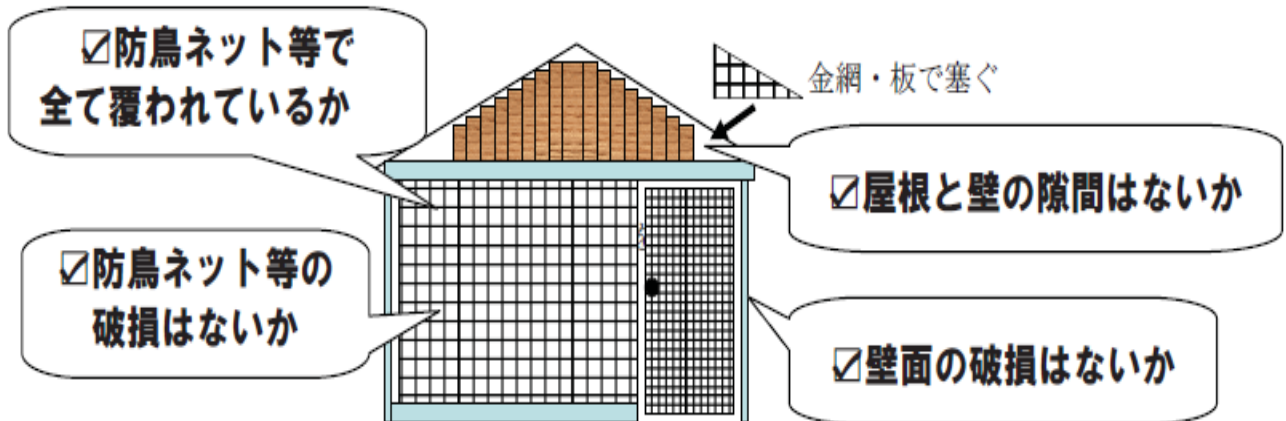 ☑防鳥ネット等で
全て覆われているか
金網・板で塞ぐ
☑屋根と壁の隙間はないか
☑防鳥ネット等の
破損はないか
☑壁面の破損はないか